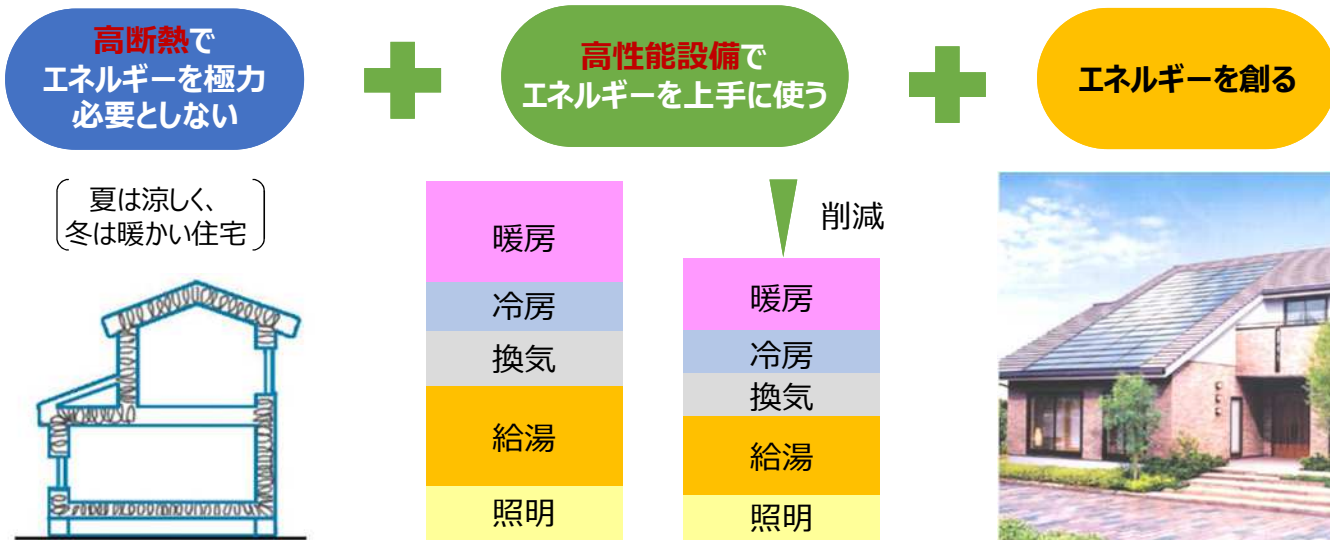 高断熱で
エネルギーを極力
必要としない
高性能設備で
エネルギーを上手に使う
エネルギーを創る
夏は涼しく、
冬は暖かい住宅
暖房
冷房
換気
給湯
照明
削減
暖房
冷房
換気
給湯
照明